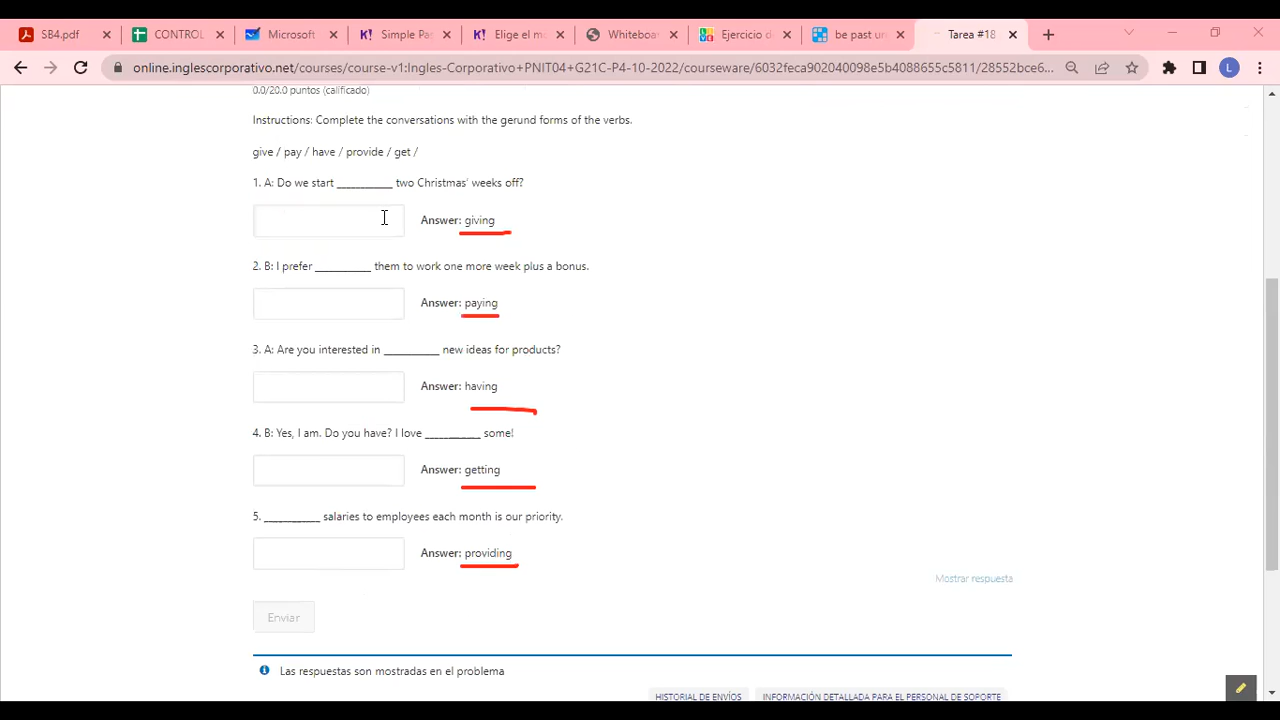 SB4.pdf
CONTROL
Microsoft
Simple Pa
Elige el m
Whiteboa
Ejercicio d
be past u
Tarea #18
online.inglescorporativo.net/courses/course-v1:Ingles-Corporativo+PNIT04+G21C-P4-10-2022/courseware/6032feca902040098e5b4088655c5811/28552bce6...
L
0.0/20.0 puntos (calificado)
Instructions: Complete the conversations with the gerund forms of the verbs.
give / pay / have / provide / get /
1. A: Do we start ___________ two Christmas' weeks off?
Answer: giving
2. B: I prefer ___________ them to work one more week plus a bonus.
Answer: paying
3. A: Are you interested in ___________ new ideas for products?
Answer: having
4. B: Yes, I am. Do you have? I love ___________ some!
Answer: getting
5. ___________ salaries to employees each month is our priority.
Answer: providing
Mostrar respuesta
Enviar
Las respuestas son mostradas en el problema
HISTORIAL DE ENVÍOS
INFORMACIÓN DETALLADA PARA EL PERSONAL DE SOPORTE